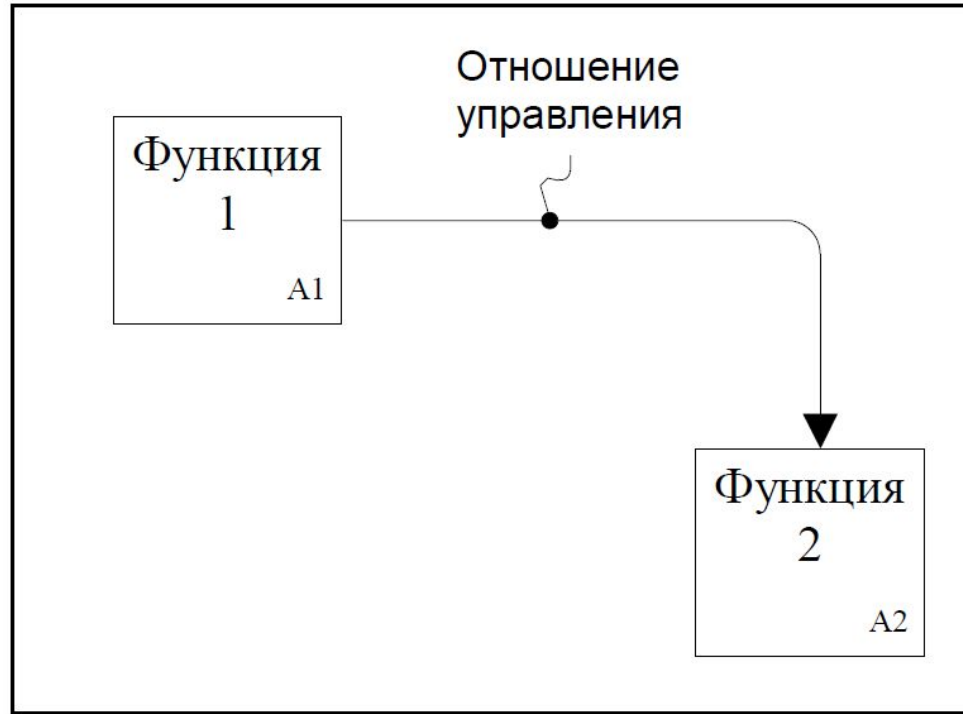 Отношение
управления
Функция
1
A1
Функция
2
A2